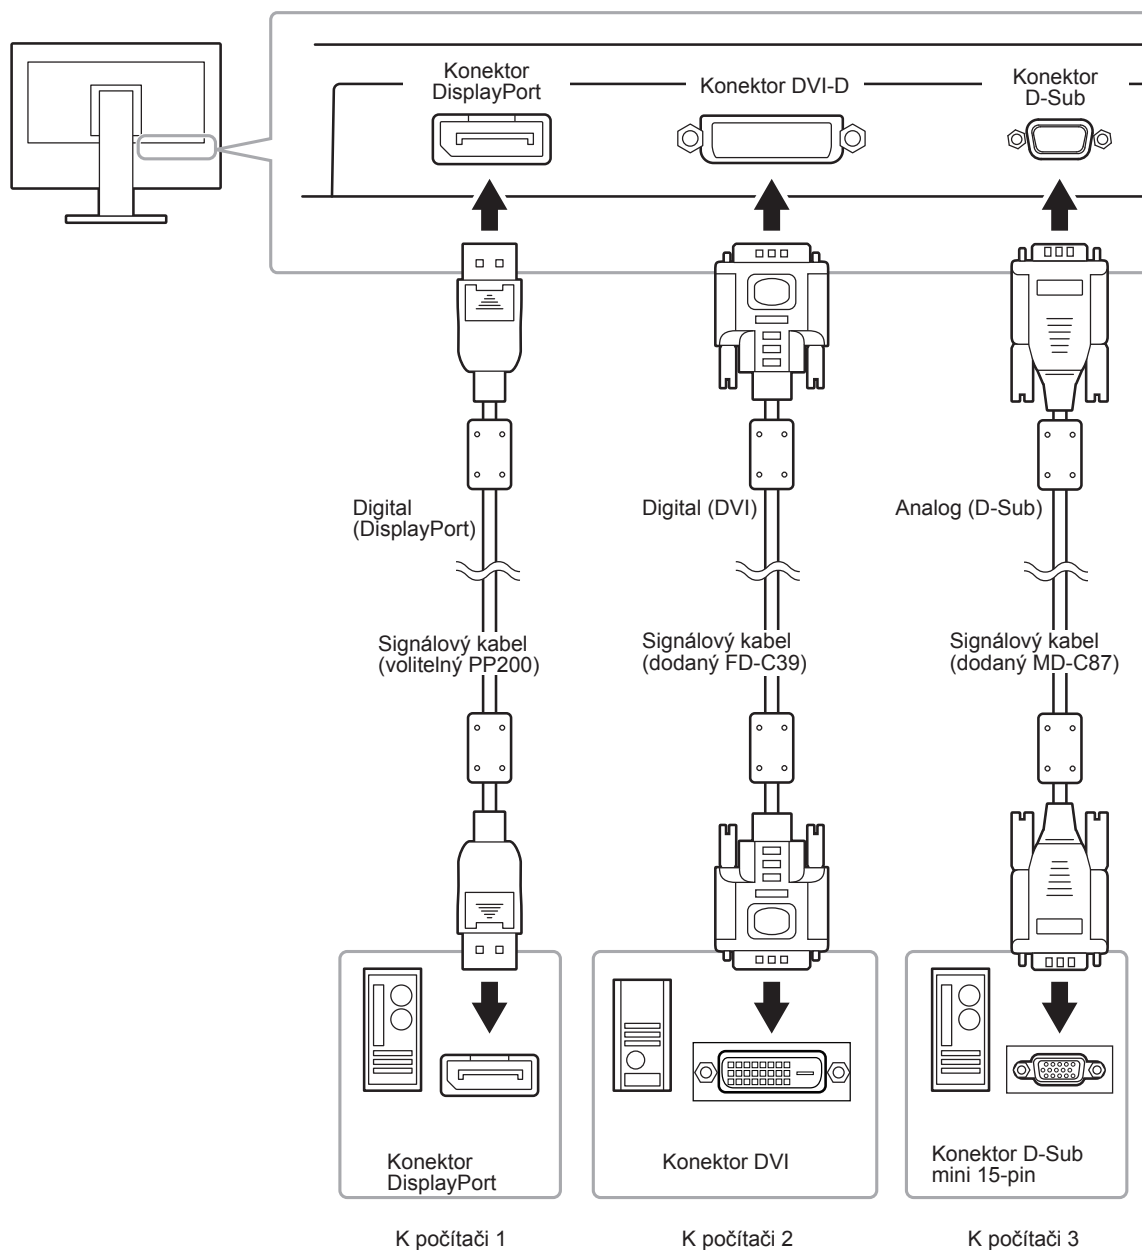 Konektor
DisplayPort
Konektor DVI-D
Konektor
D-Sub
Digital
(DisplayPort)
Digital (DVI)
Analog (D-Sub)
Signálový kabel
(volitelný PP200)
Signálový kabel
(dodaný FD-C39)
Signálový kabel
(dodaný MD-C87)
Konektor
DisplayPort
Konektor DVI
Konektor D-Sub
mini 15-pin
K počítači 1
K počítači 2
K počítači 3